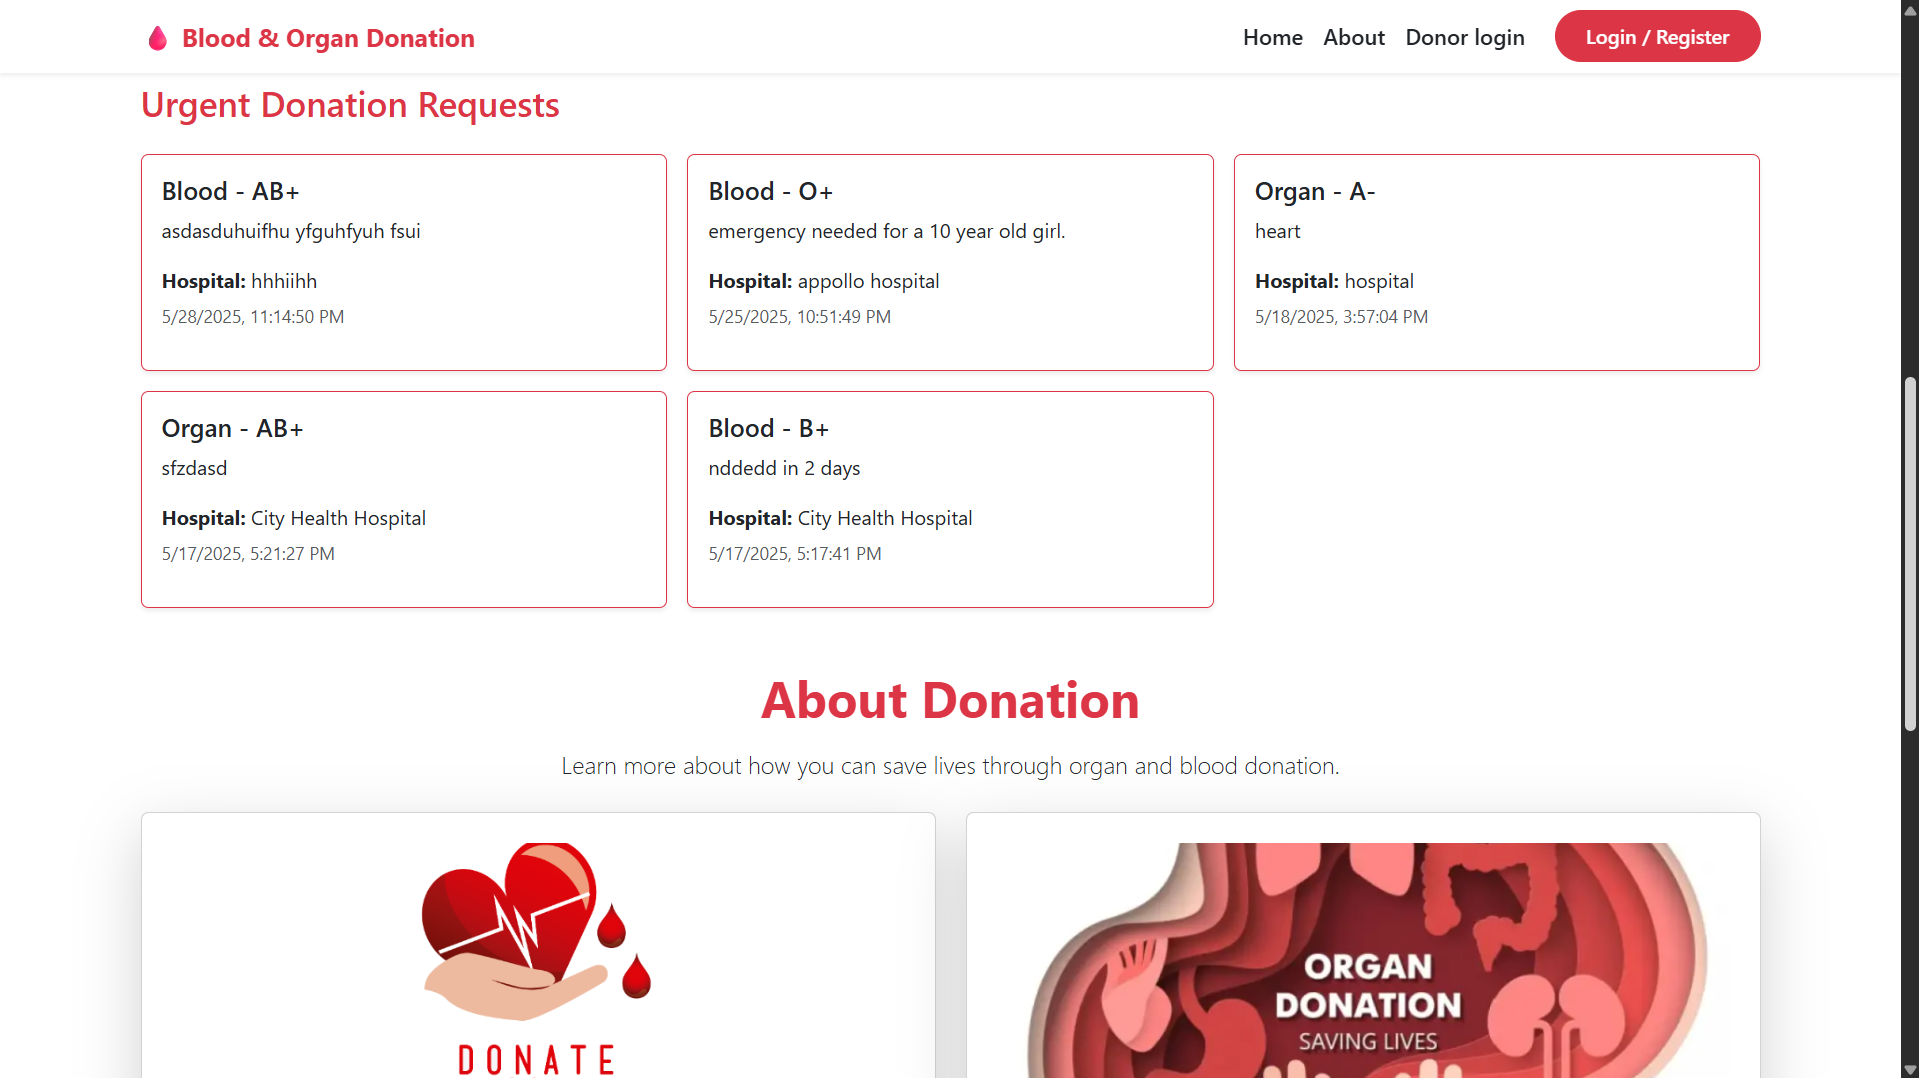 Blood & Organ Donation
Home About Donor login Login / Register
Urgent Donation Requests
Blood - AB+
asdasduhuifhu yfguhfyuh fsui
Hospital: hhhiihh
5/28/2025, 11:14:50 PM
Blood - O+
emergency needed for a 10 year old girl.
Hospital: appollo hospital
5/25/2025, 10:51:49 PM
Organ - A-
heart
Hospital: hospital
5/18/2025, 3:57:04 PM
Organ - AB+
sfzdasd
Hospital: City Health Hospital
5/17/2025, 5:21:27 PM
Blood - B+
nddedd in 2 days
Hospital: City Health Hospital
5/17/2025, 5:17:41 PM
About Donation
Learn more about how you can save lives through organ and blood donation.
DONATE
ORGAN
DONATION
SAVING LIVES